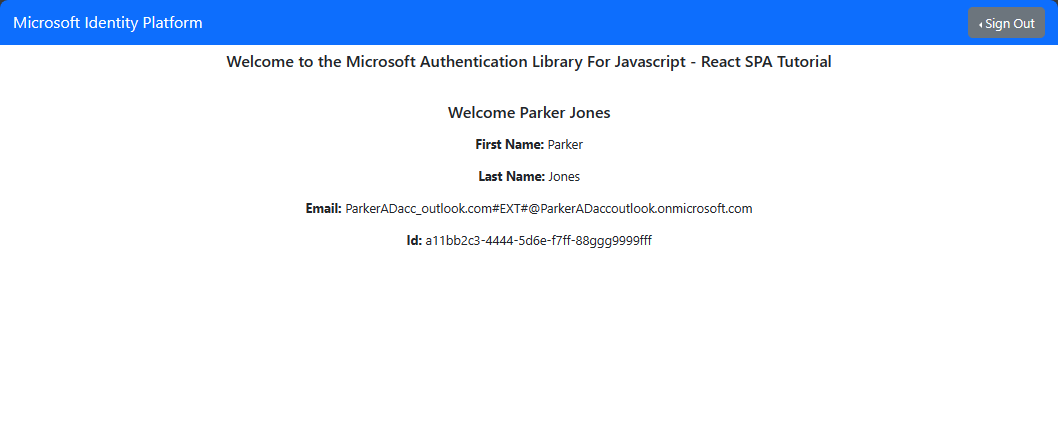 Microsoft Identity Platform
Sign Out
Welcome to the Microsoft Authentication Library For Javascript - React SPA Tutorial
Welcome Parker Jones
First Name: Parker
Last Name: Jones
Email: ParkerADacc_outlook.com#EXT#@ParkerADaccoutlook.onmicrosoft.com
Id: a11bb2c3-4444-5d6e-f7ff-88ggg9999fff